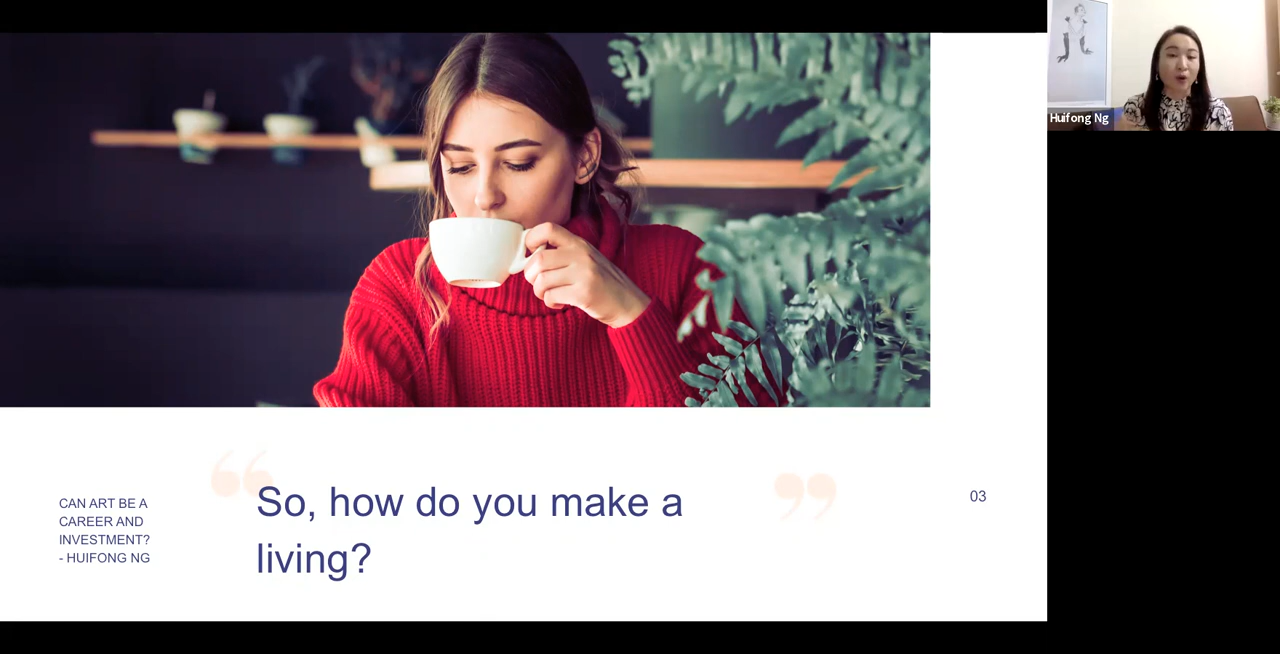 Huifong Ng
CAN ART BE A
CAREER AND
INVESTMENT?
- HUIFONG NG
“So, how do you make a
living?”
03